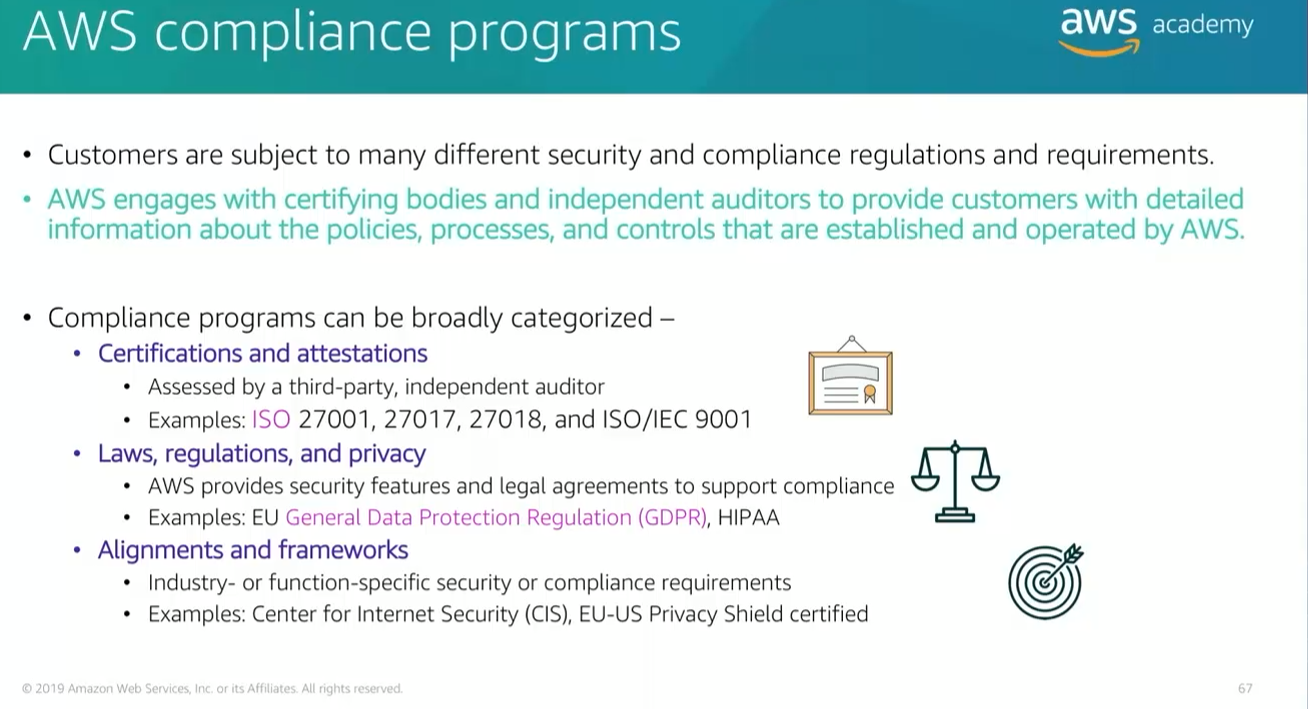 AWS compliance programs
aws academy
• Customers are subject to many different security and compliance regulations and requirements.
• AWS engages with certifying bodies and independent auditors to provide customers with detailed
information about the policies, processes, and controls that are established and operated by AWS.
• Compliance programs can be broadly categorized –
• Certifications and attestations
• Assessed by a third-party, independent auditor
• Examples: ISO 27001, 27017, 27018, and ISO/IEC 9001
• Laws, regulations, and privacy
• AWS provides security features and legal agreements to support compliance
• Examples: EU General Data Protection Regulation (GDPR), HIPAA
• Alignments and frameworks
• Industry- or function-specific security or compliance requirements
• Examples: Center for Internet Security (CIS), EU-US Privacy Shield certified
© 2019 Amazon Web Services, Inc. or its Affiliates. All rights reserved.
67